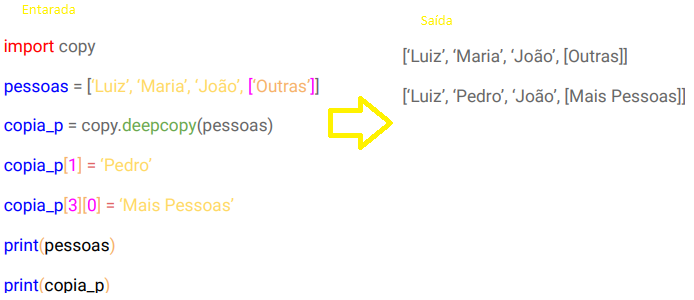 Entarada
import copy
pessoas = [‘Luiz’, ‘Maria’, ‘João’, [‘Outras’]]
copia_p = copy.deepcopy(pessoas)
copia_p[1] = ‘Pedro’
copia_p[3][0] = ‘Mais Pessoas’
print(pessoas)
print(copia_p)
Saída
[‘Luiz’, ‘Maria’, ‘João’, [Outras]]
[‘Luiz’, ‘Pedro’, ‘João’, [Mais Pessoas]]